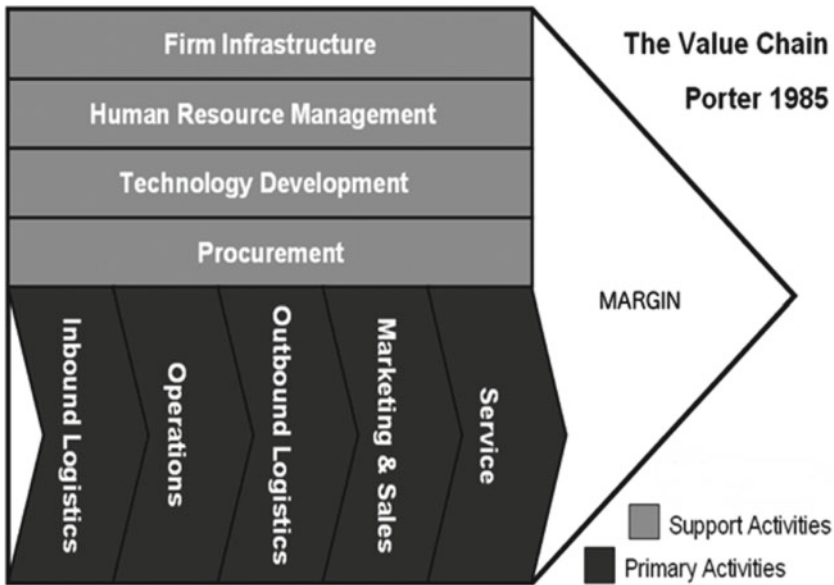 Firm Infrastructure
Human Resource Management
Technology Development
Procurement
Inbound Logistics
Operations
Outbound Logistics
Marketing & Sales
Service
The Value Chain
Porter 1985
MARGIN
Support Activities
Primary Activities